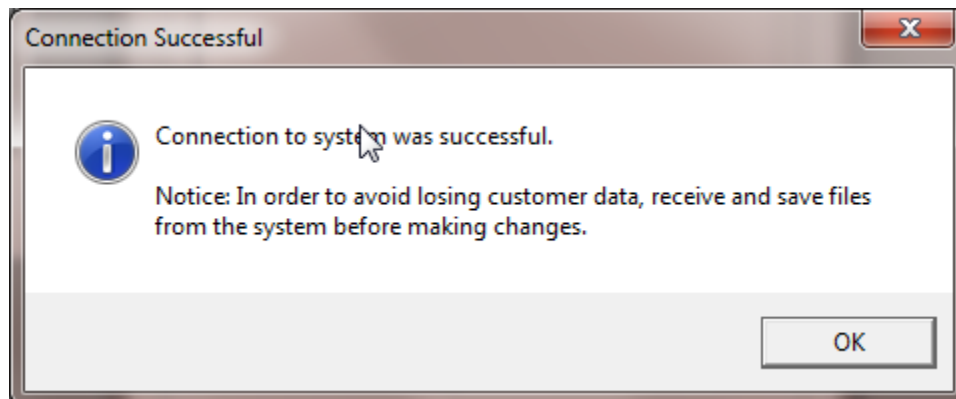 Connection Successful
Connection to system was successful.
Notice: In order to avoid losing customer data, receive and save files
from the system before making changes.
OK